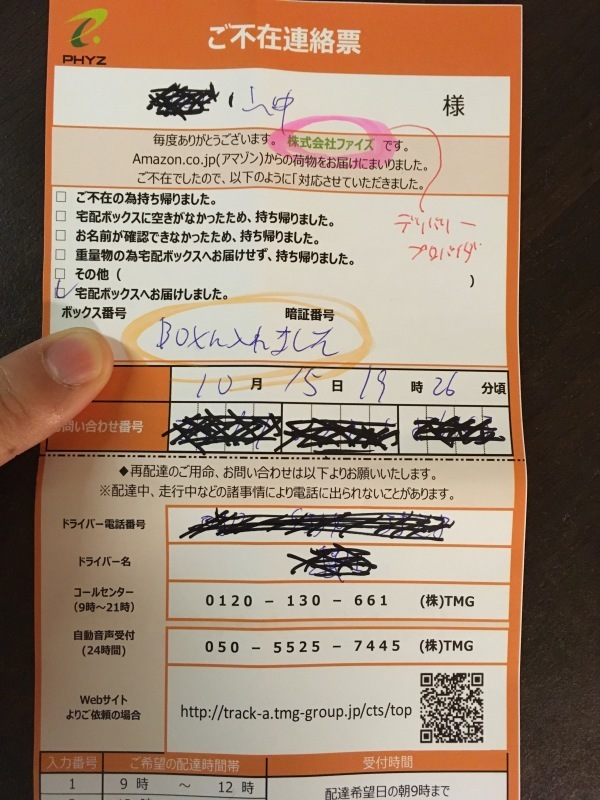 PHYZ
ご不在連絡票
山中 様
毎度ありがとうございます。 株式会社ファイズ です。
Amazon.co.jp(アマゾン)からの荷物をお届けにまいりました。
ご不在でしたので、以下のように「対応させていただきました。
□ ご不在の為持ち帰りました。
□ 宅配ボックスに空きがなかったため、持ち帰りました。
□ お名前が確認できなかったため、持ち帰りました。
□ 重量物の為宅配ボックスへお届けせず、持ち帰りました。
□ その他 ( )
□ 宅配ボックスへお届けしました。
デリバリー
プロバイダ
ボックス番号 暗証番号
BOXに入れました
10 月 15 日 19 時 26 分頃
お問い合わせ番号
◆再配達のご用命、お問い合わせは以下よりお願いいたします。
※配達中、走行中などの諸事情により電話に出られないことがあります。
ドライバー電話番号
ドライバー名
コールセンター
(9時～21時)
0120 － 130 － 661 (株)TMG
自動音声受付
(24時間)
050 － 5525 － 7445 (株)TMG
Webサイト
よりご依頼の場合
http://track-a.tmg-group.jp/cts/top
入力番号 ご希望の配達時間帯 受付時間
1 9 時 ～ 12 時 配達希望日の朝9時まで